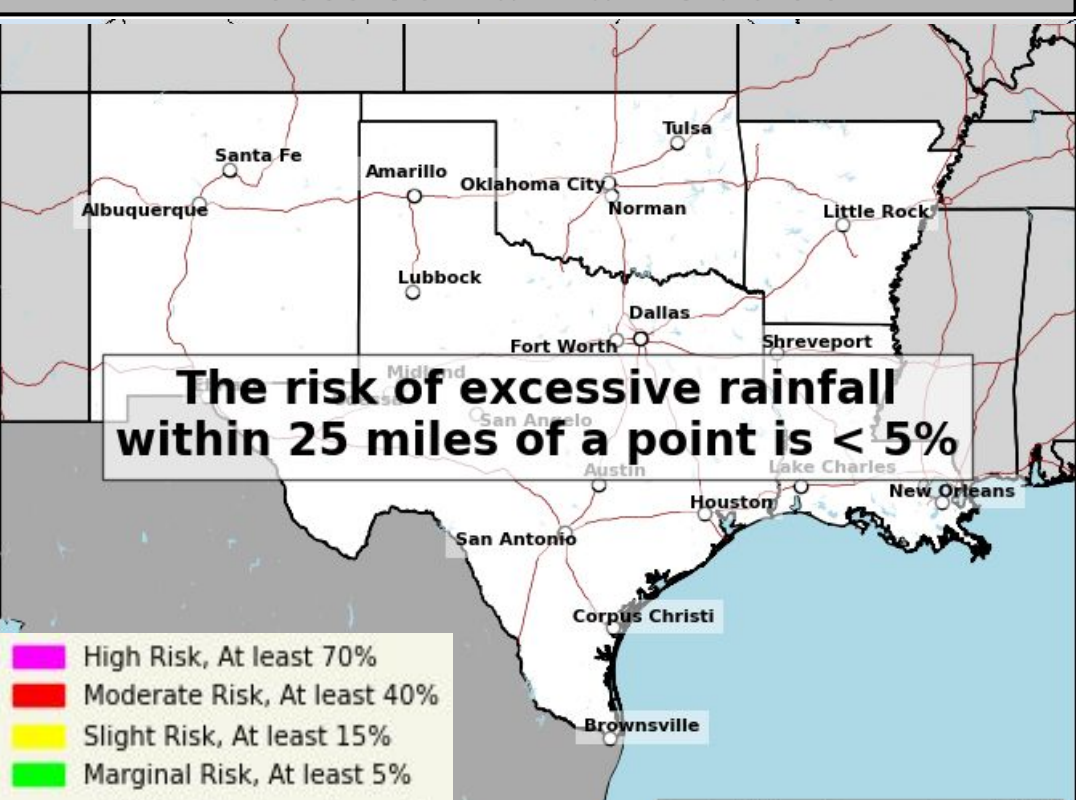 Tulsa
Santa Fe
Amarillo
Oklahoma City
Albuquerque
Norman
Little Rock
Lubbock
Dallas
Fort Worth
Shreveport
Midland
The risk of excessive rainfall
San Angelo
within 25 miles of a point is < 5%
Austin
Lake Charles
New Orleans
Houston
San Antonio
Corpus Christi
High Risk, At least 70%
Moderate Risk, At least 40%
Slight Risk, At least 15%
Brownsville
Marginal Risk, At least 5%